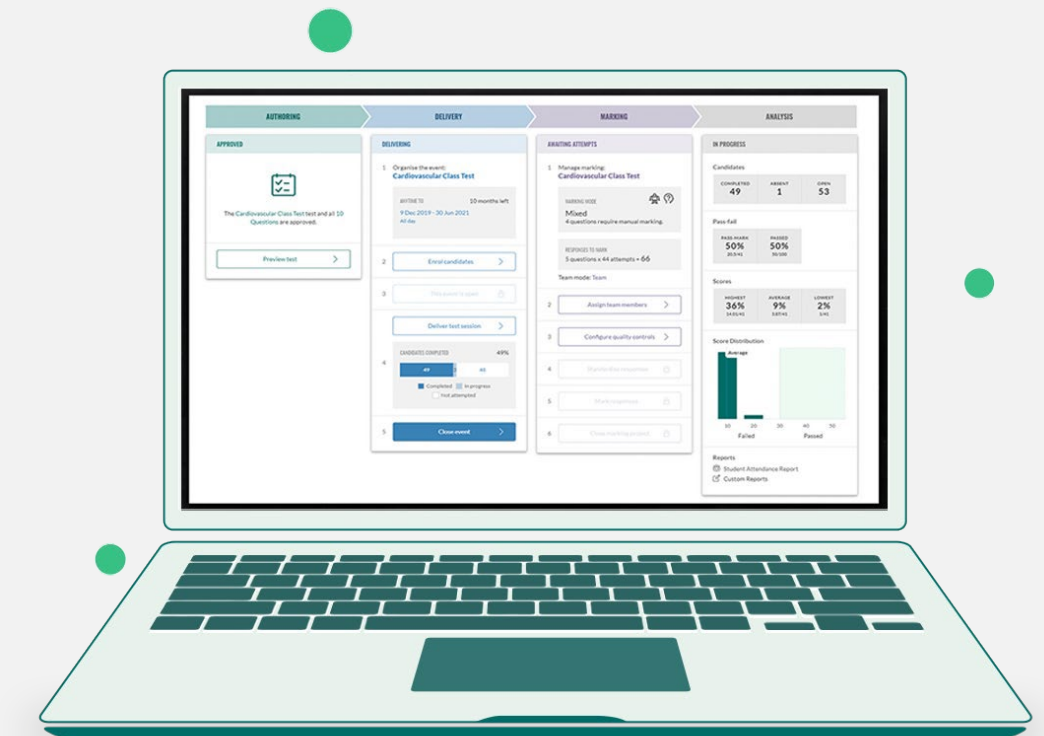 AUTHORING
DELIVERY
MARKING
ANALYSIS
APPROVED
The Cardiovascular Class Test test and all 10
Questions are approved.
Preview test
DELIVERING
1 Organise the event:
Cardiovascular Class Test
ANYTIME TO 10 months left
9 Dec 2019 - 30 Jun 2021
All day
2 Enrol candidates
3
Deliver test session
CANDIDATES COMPLETED 49%
4
49
Completed In progress
Not attempted
5 Close event
AWAITING ATTEMPTS
1 Manage marking:
Cardiovascular Class Test
MARKING MODE
Mixed
4 questions require manual marking.
RESPONSES TO MARK
5 questions x 44 attempts = 66
Team mode: Team
2 Assign team members
3 Configure quality controls
4 Standardise responses
5 Mark responses
6
IN PROGRESS
Candidates
COMPLETED ABSENT OPEN
49 1 53
Pass-fail
PASS MARK PASSED
50% 50%
Scores
HIGHEST AVERAGE LOWEST
36% 9% 2%
Score Distribution
Average
10 20 30 40 50
Failed Passed
Reports
Student Attendance Report
Custom Reports